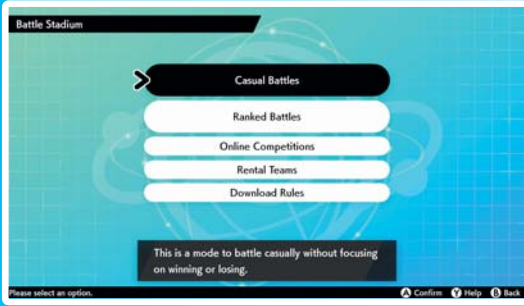 Battle Stadium
Casual Battles
Ranked Battles
Online Competitions
Rental Teams
Download Rules
This is a mode to battle casually without focusing
on winning or losing.
Please select an option.
A Confirm Y Help B Back